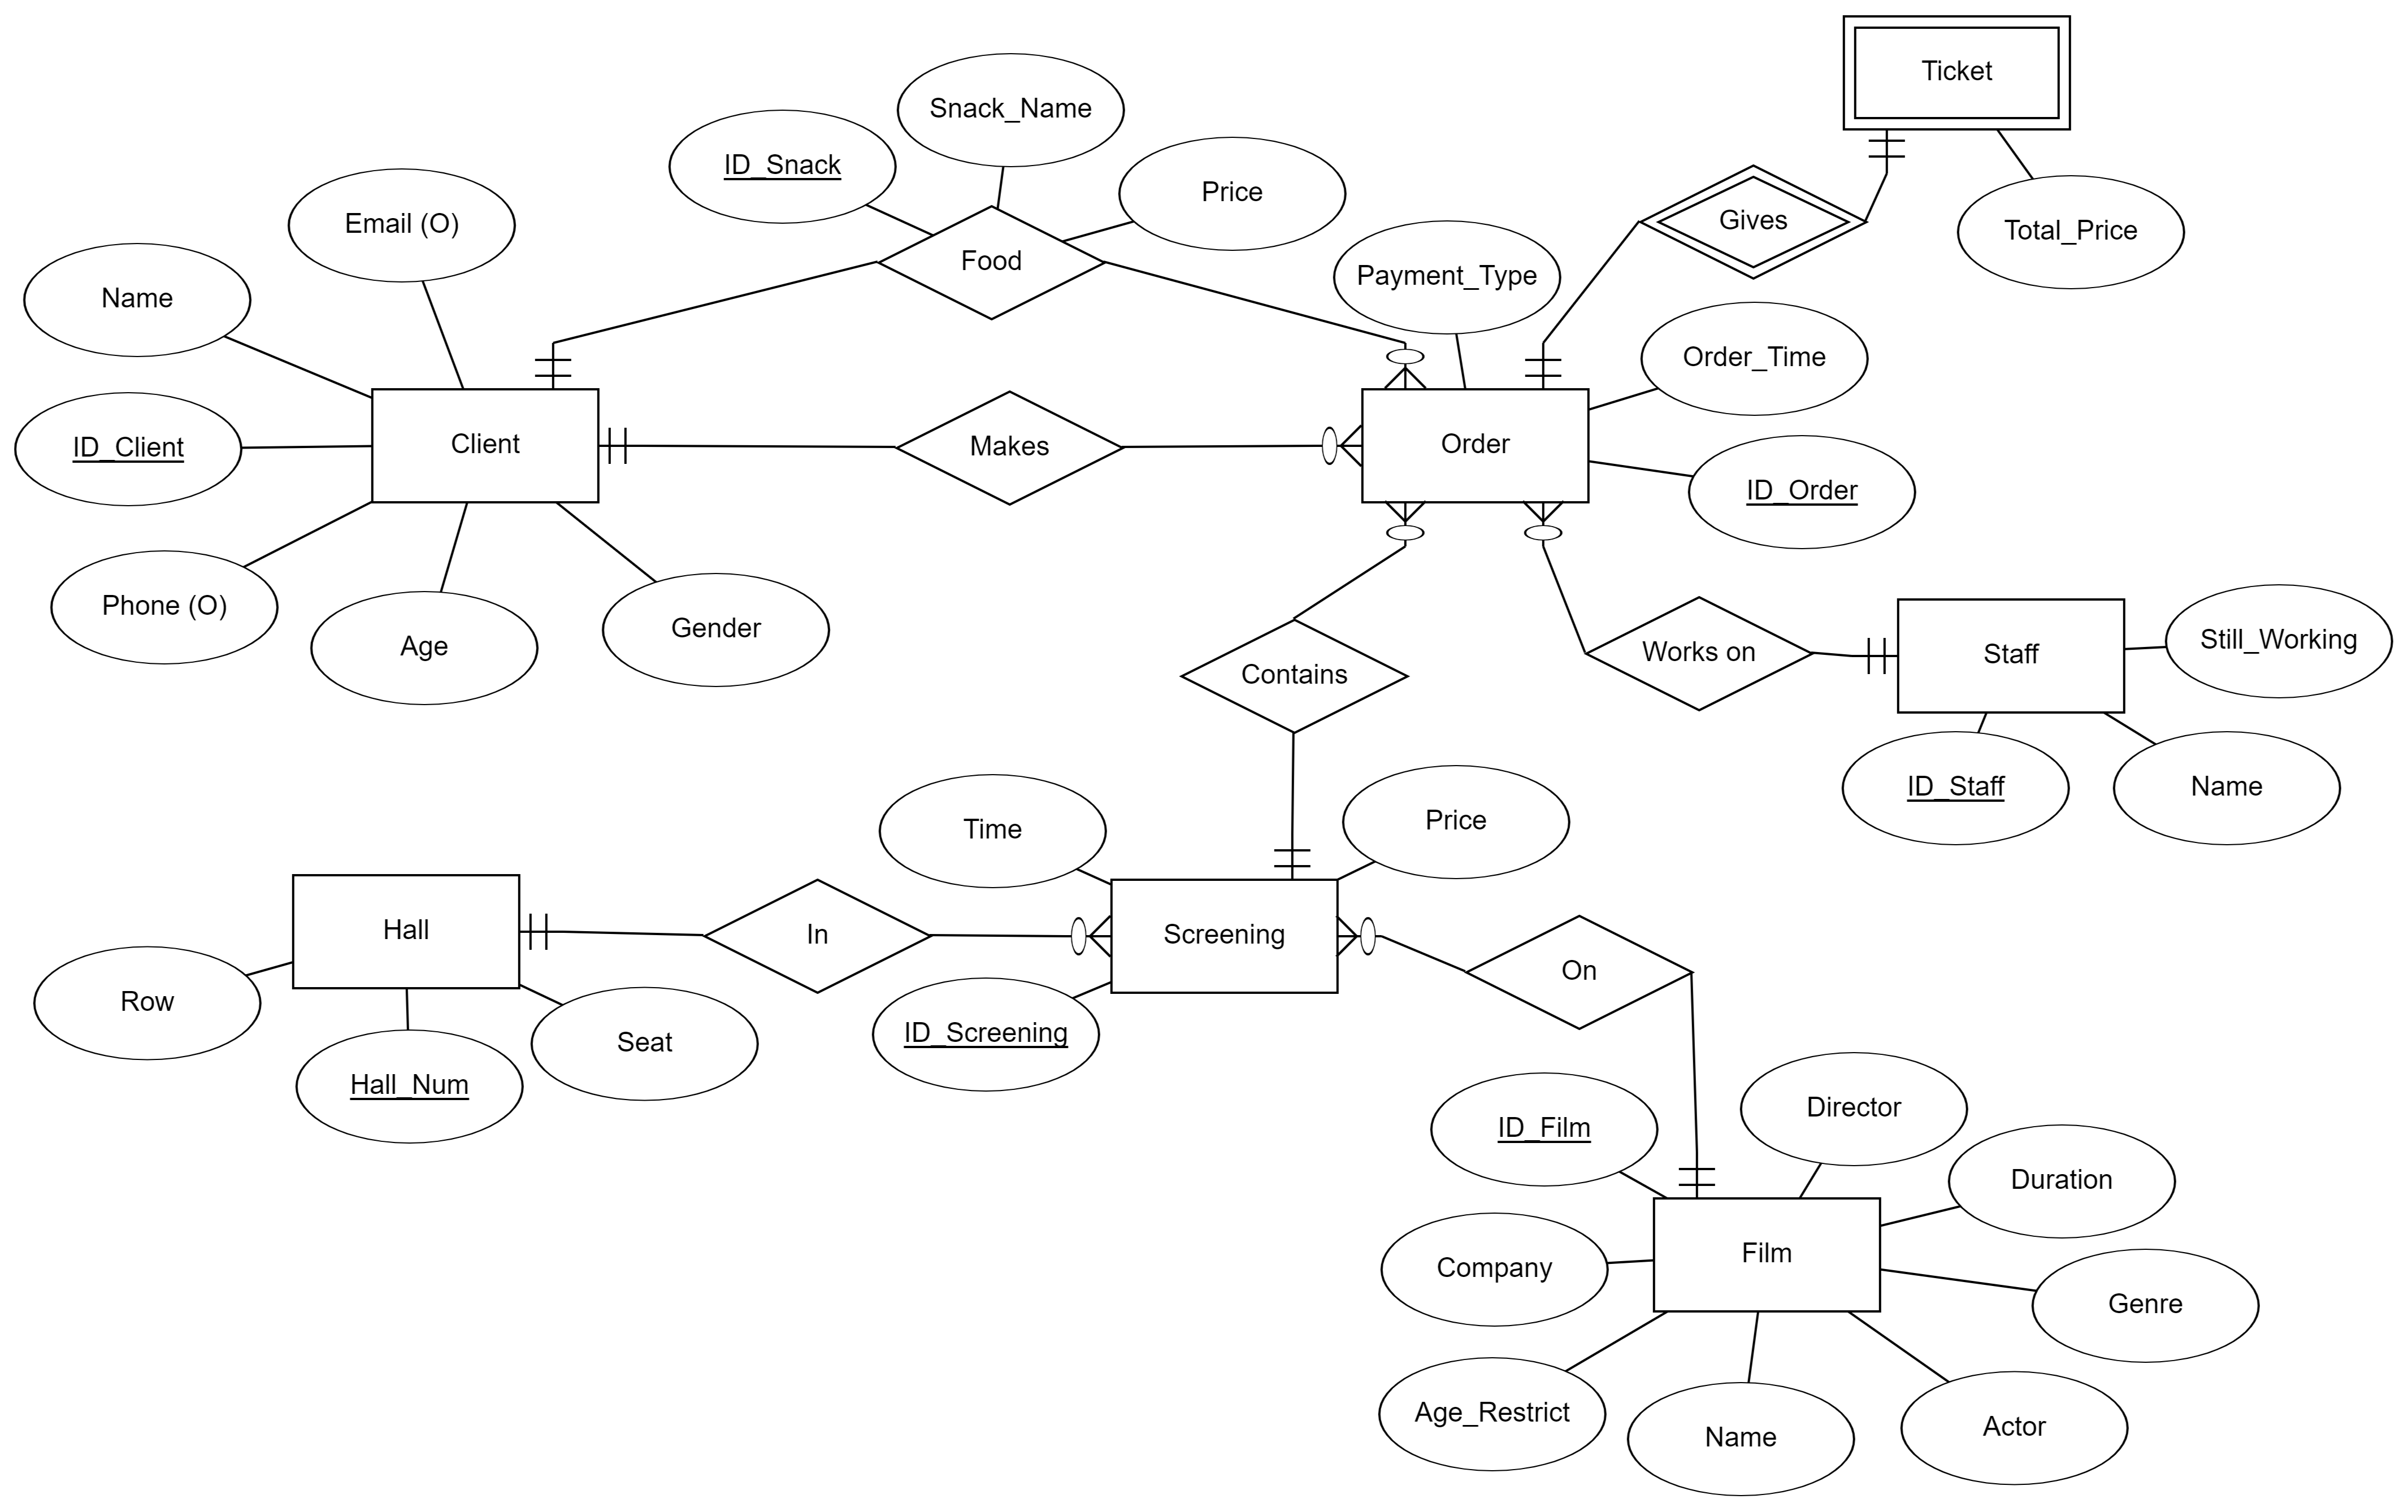 Ticket
Snack_Name
ID_Snack
Price
Email (O)
Gives
Total_Price
Food
Payment_Type
Name
Order_Time
Client
Makes
Order
ID_Client
ID_Order
Phone (O)
Age
Gender
Contains
Works on
Staff
Still_Working
ID_Staff
Name
Time
Price
Hall
In
Screening
On
Row
Seat
ID_Screening
Hall_Num
ID_Film
Director
Duration
Company
Film
Genre
Age_Restrict
Name
Actor